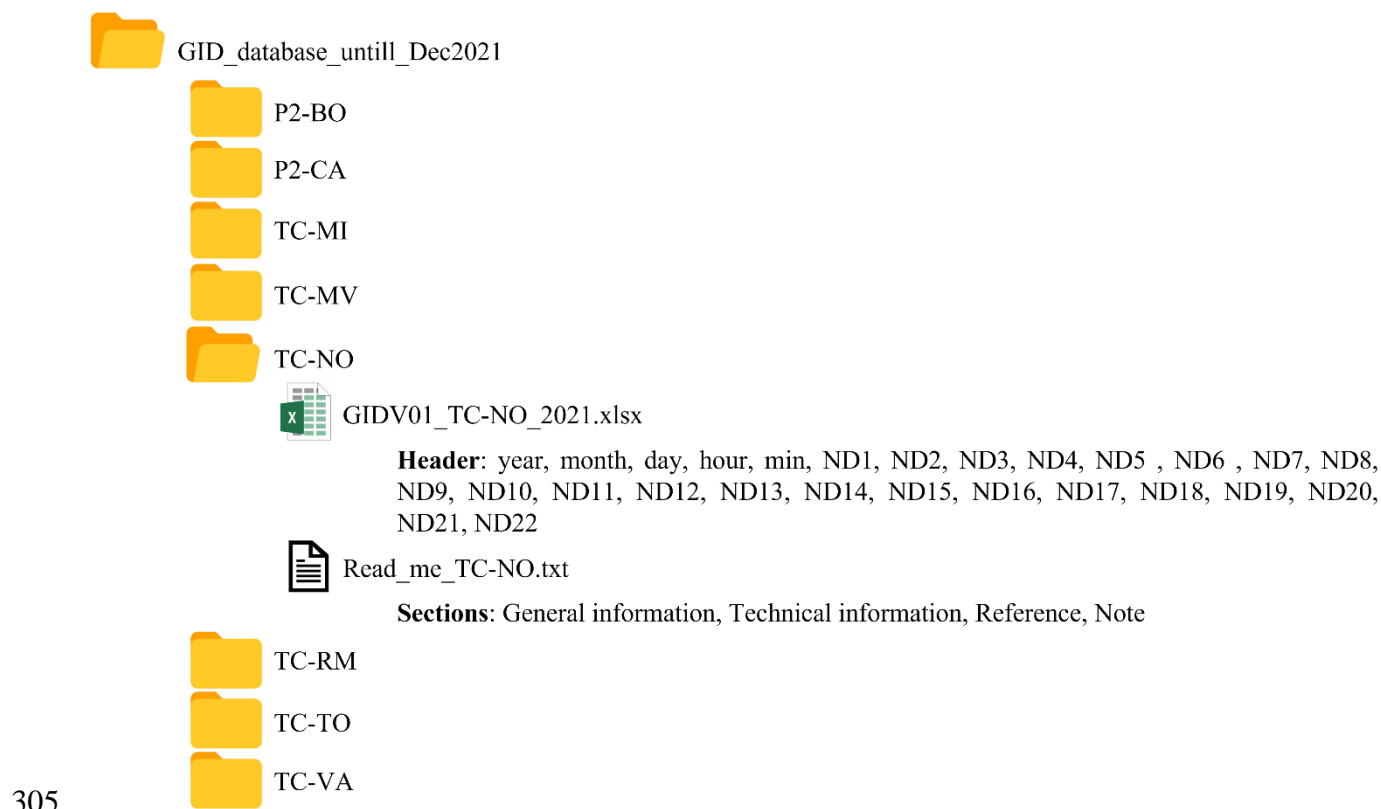 GID_database_untill_Dec2021
P2-BO
P2-CA
TC-MI
TC-MV
TC-NO
X
GIDV01_TC-NO_2021.xlsx
Header: year, month, day, hour, min, ND1, ND2, ND3, ND4, ND5 , ND6 , ND7, ND8,
ND9, ND10, ND11, ND12, ND13, ND14, ND15, ND16, ND17, ND18, ND19, ND20,
ND21, ND22
Read_me_TC-NO.txt
Sections: General information, Technical information, Reference, Note
TC-RM
TC-TO
TC-VA
305